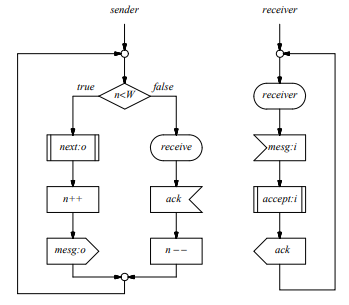 sender
receiver
true
n<W
false
receiver
next:o
receive
mesg:i
n++
ack
accept:i
mesg:o
n − −
ack